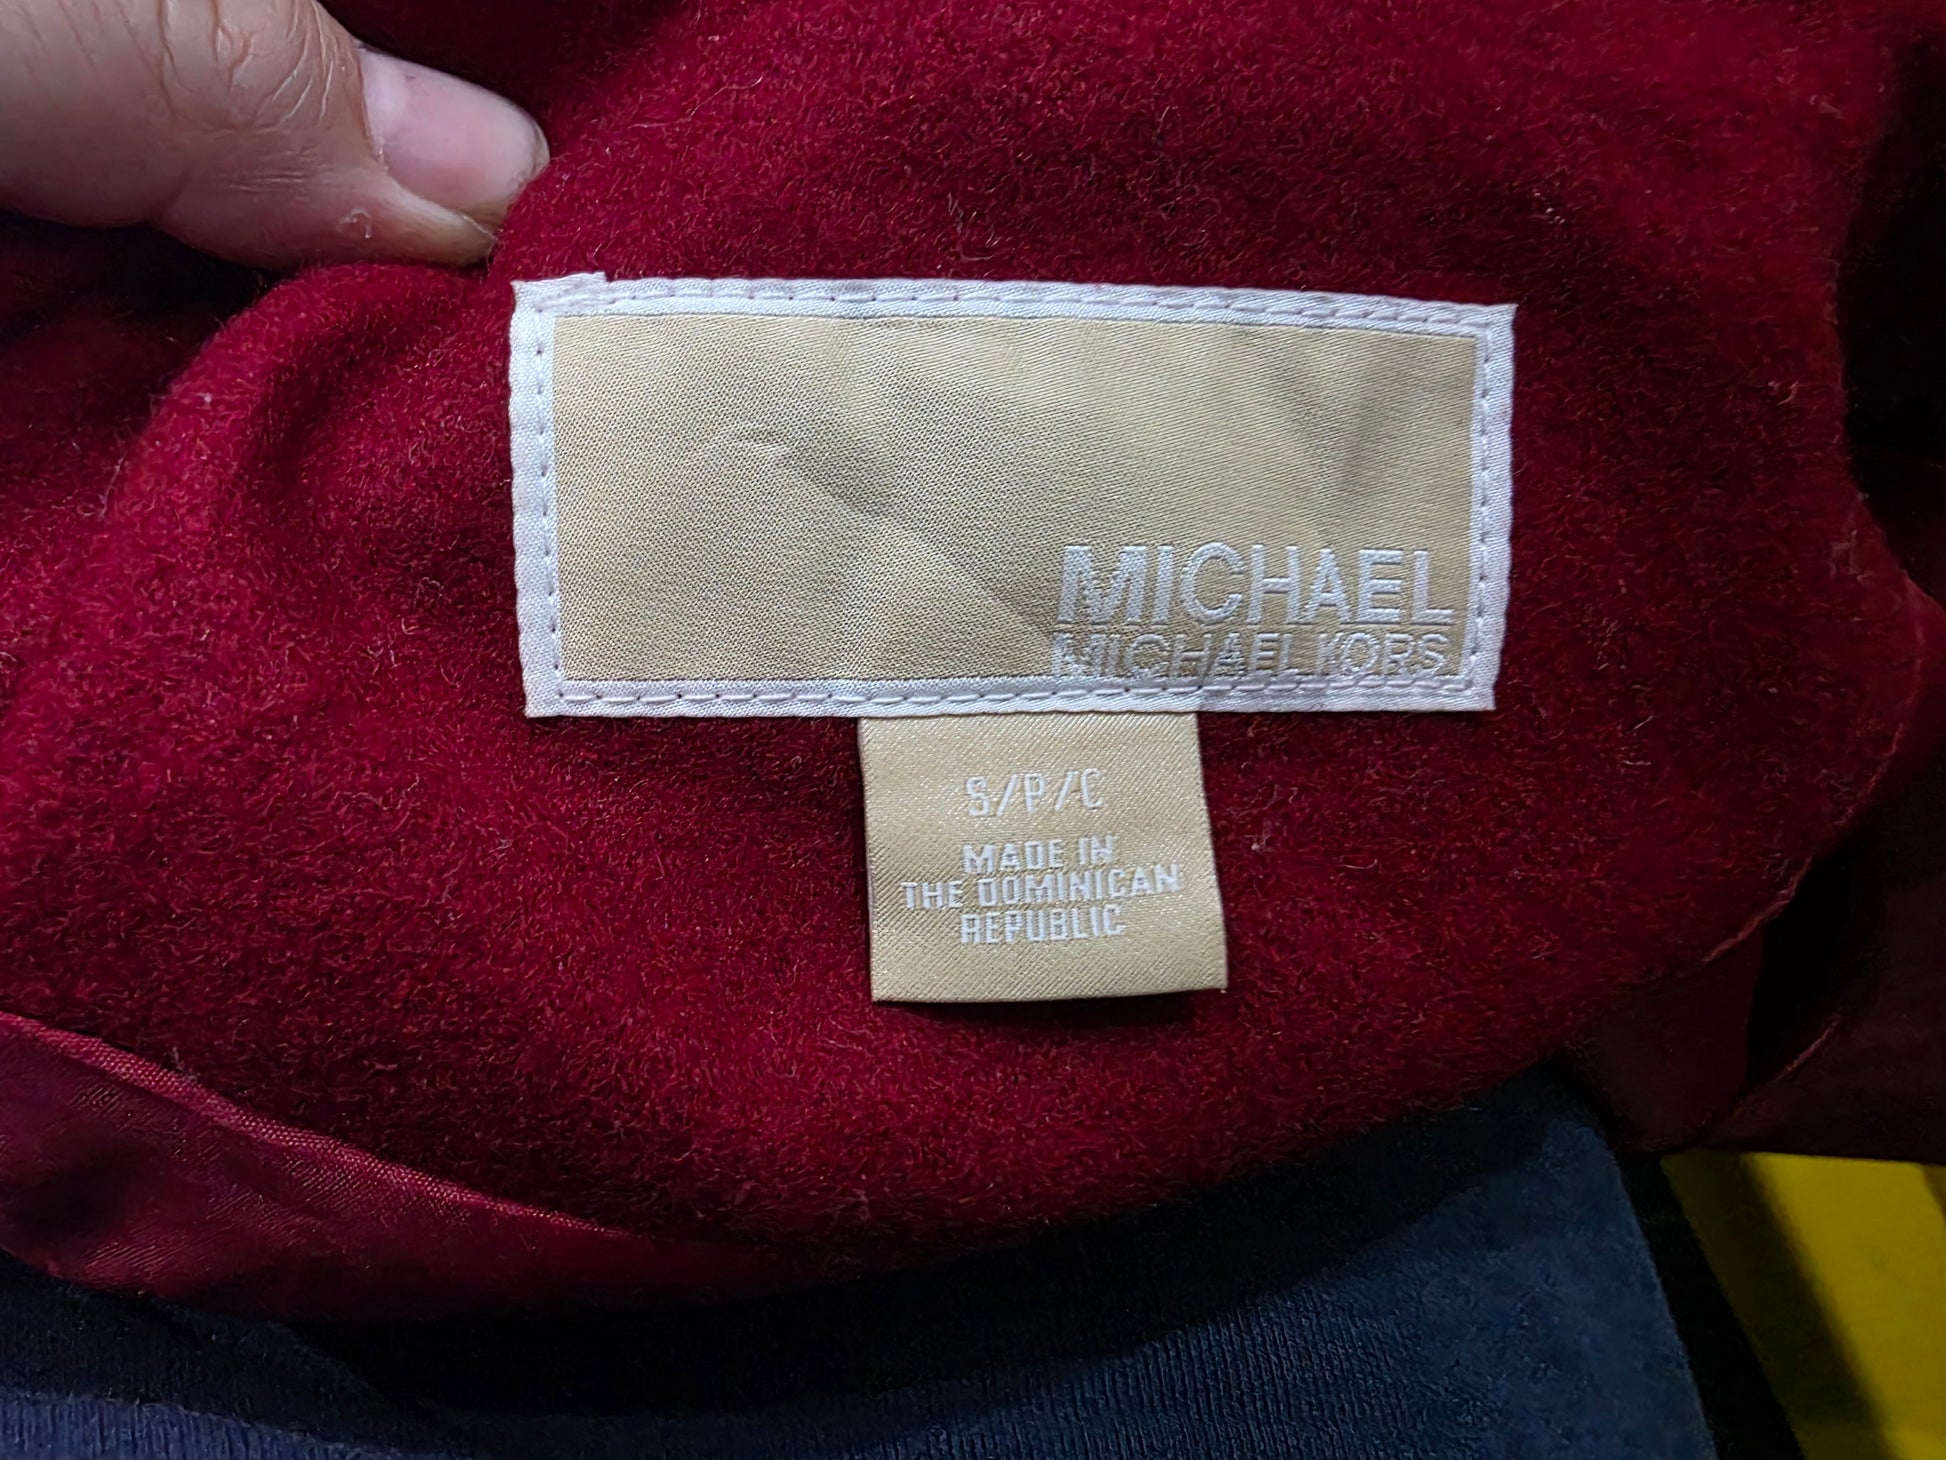 MICHAEL
MICHAEL KORS
S/P/C
MADE IN
THE DOMINICAN
REPUBLIC